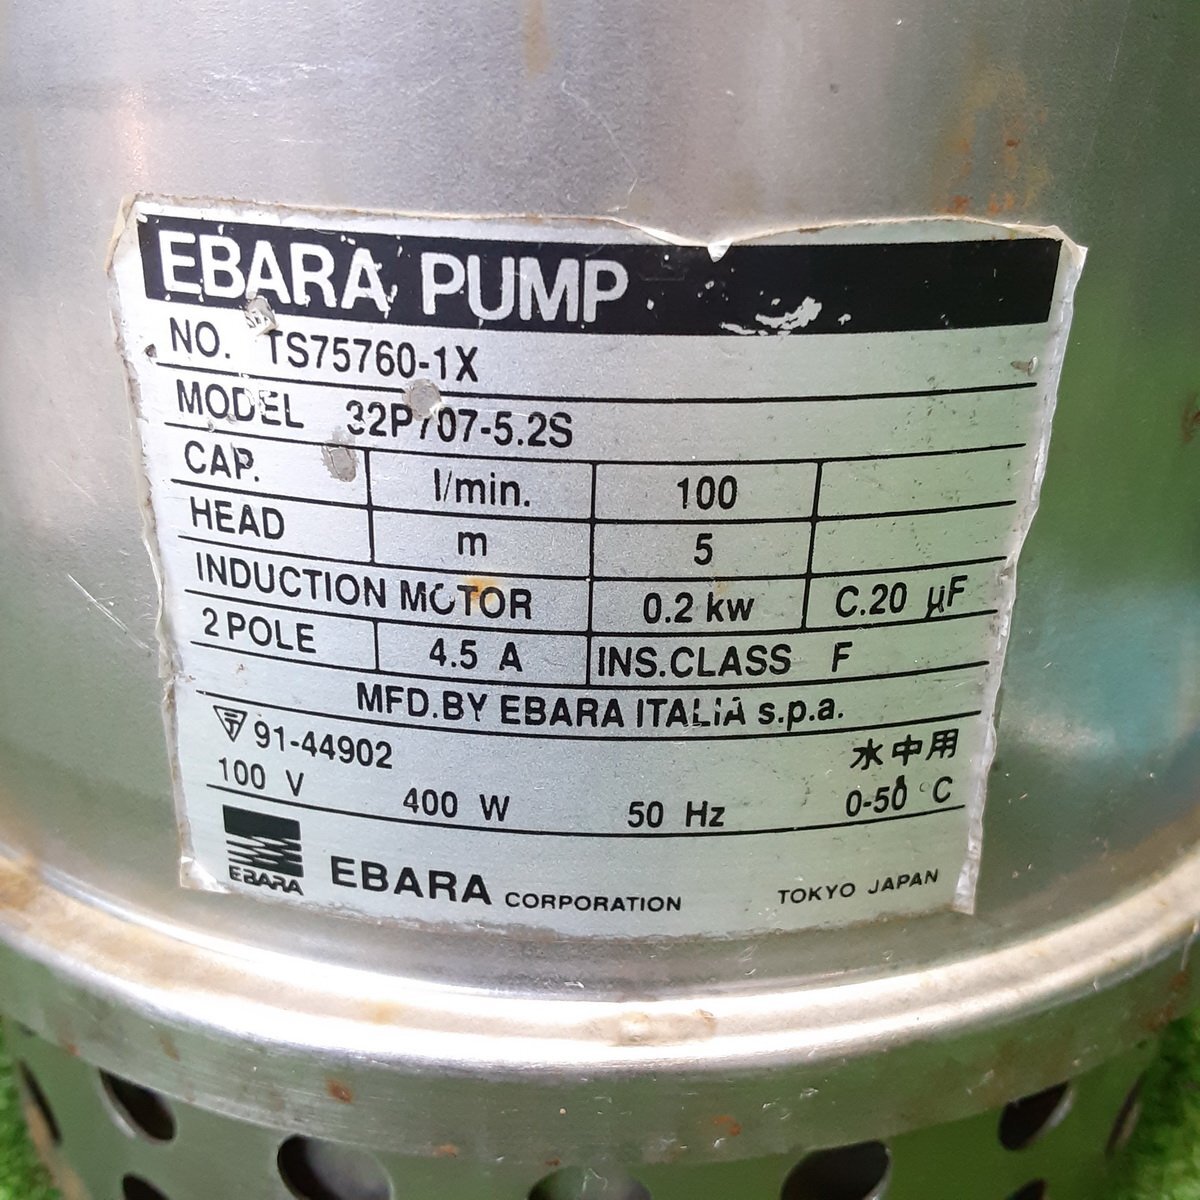 EBARA PUMP
NO. TS75760-1X
MODEL 32P707-5.2S
CAP. l/min. 100
HEAD m 5
INDUCTION MOTOR 0.2 kw C.20 µF
2 POLE 4.5 A INS.CLASS F
MFD.BY EBARA ITALIA s.p.a.
91-44902 水中用
100 V 400 W 50 Hz 0-50°C
EBARA
EBARA CORPORATION TOKYO JAPAN